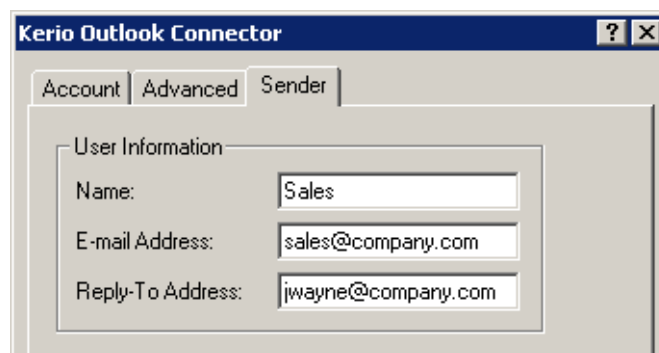 Kerio Outlook Connector ? X
Account Advanced Sender
User Information
Name: Sales
E-mail Address: sales@company.com
Reply-To Address: jwayne@company.com